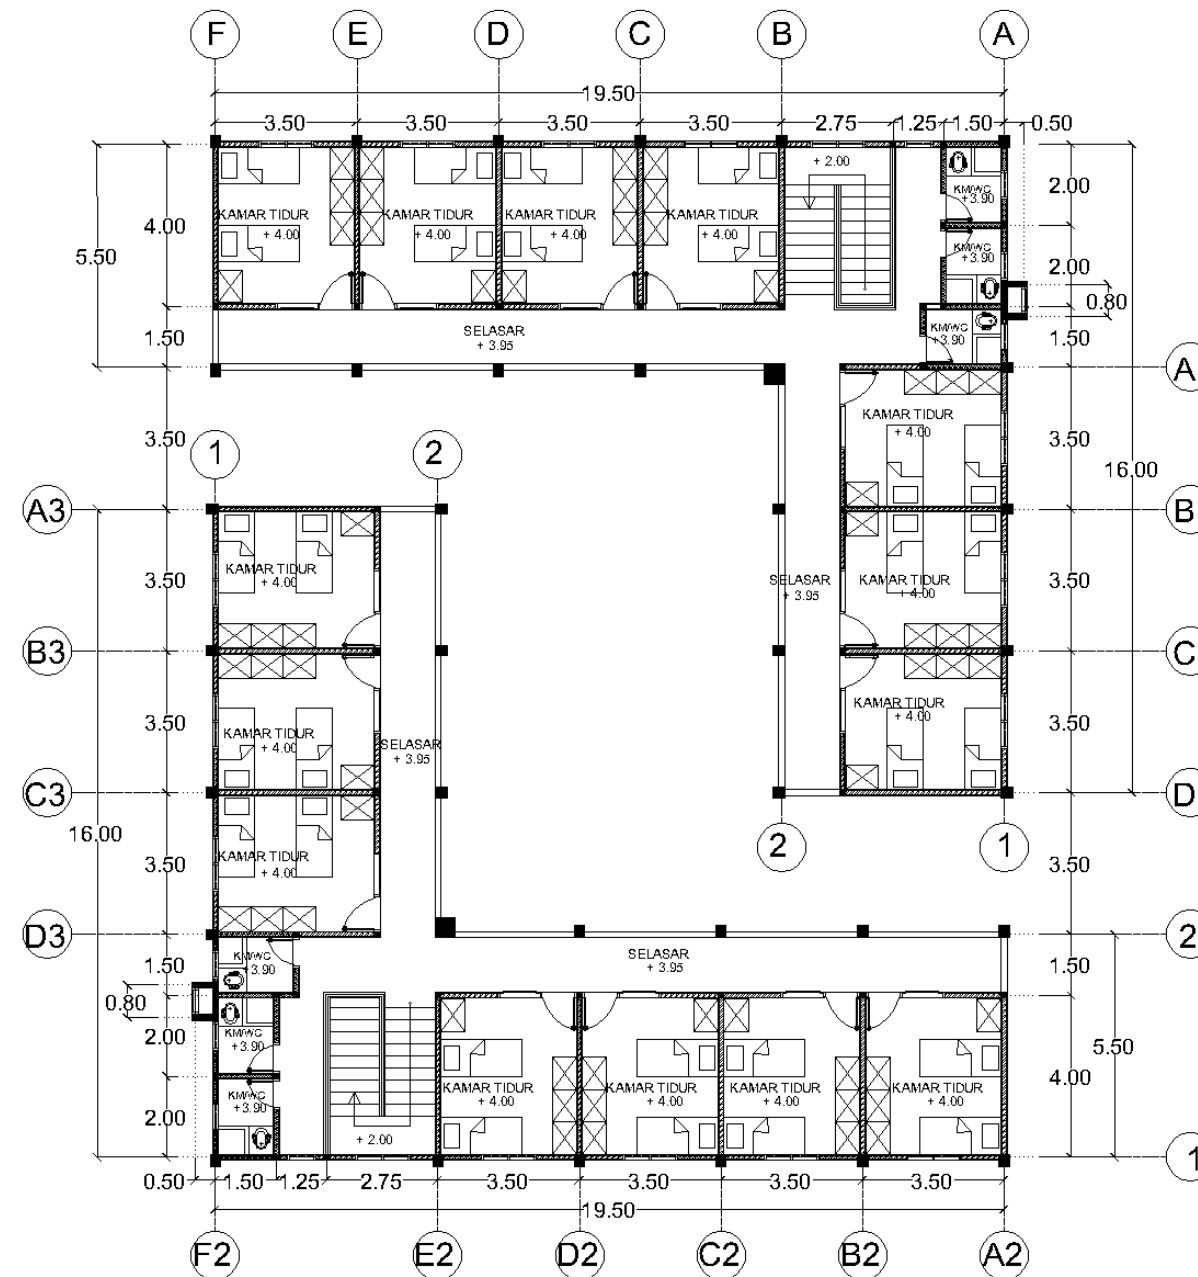 F E D C B A
19.50
3.50 3.50 3.50 3.50 2.75 1.25 1.50 0.50
+ 2.00
2.00
KM/WC
+3.90
4.00
KAMAR TIDUR KAMAR TIDUR KAMAR TIDUR KAMAR TIDUR
+ 4.00 + 4.00 + 4.00 + 4.00
5.50
KM/WC
+3.90
2.00
0.80
SELASAR
+ 3.95
KM/WC
+3.90
1.50 1.50
A
KAMAR TIDUR
+ 4.00
3.50 3.50
1 2
16.00
A3 B
KAMAR TIDUR
+ 4.00
SELASAR
+ 3.95
KAMAR TIDUR
+ 4.00
3.50 3.50
B3 C
KAMAR TIDUR
+ 4.00
KAMAR TIDUR
+ 4.00
3.50 3.50
SELASAR
+ 3.95
C3 D
16.00
2 1
KAMAR TIDUR
+ 4.00
3.50 3.50
D3 2
SELASAR
+ 3.95
KM/WC
+3.90
1.50 1.50
0.80
KM/WC
+3.90
2.00
5.50
4.00
KAMAR TIDUR KAMAR TIDUR KAMAR TIDUR KAMAR TIDUR
+ 4.00 + 4.00 + 4.00 + 4.00
KM/WC
+3.90
2.00
+ 2.00
1
0.50 1.50 1.25 2.75 3.50 3.50 3.50 3.50
19.50
F2 E2 D2 C2 B2 A2